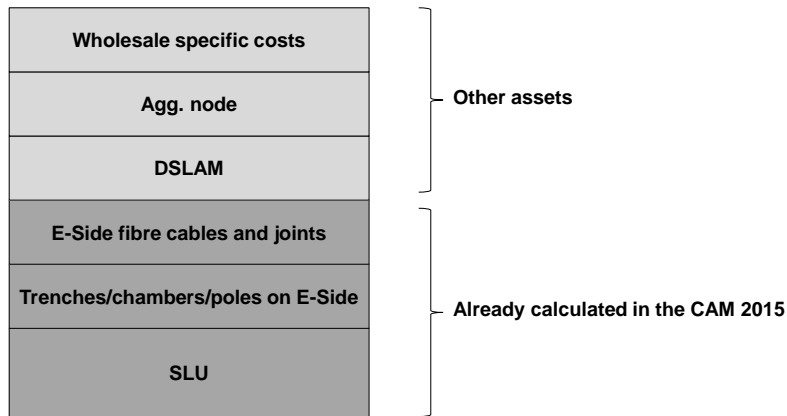 Wholesale specific costs
Agg. node
Other assets
DSLAM
E-Side fibre cables and joints
Trenches/chambers/poles on E-Side
Already calculated in the CAM 2015
SLU